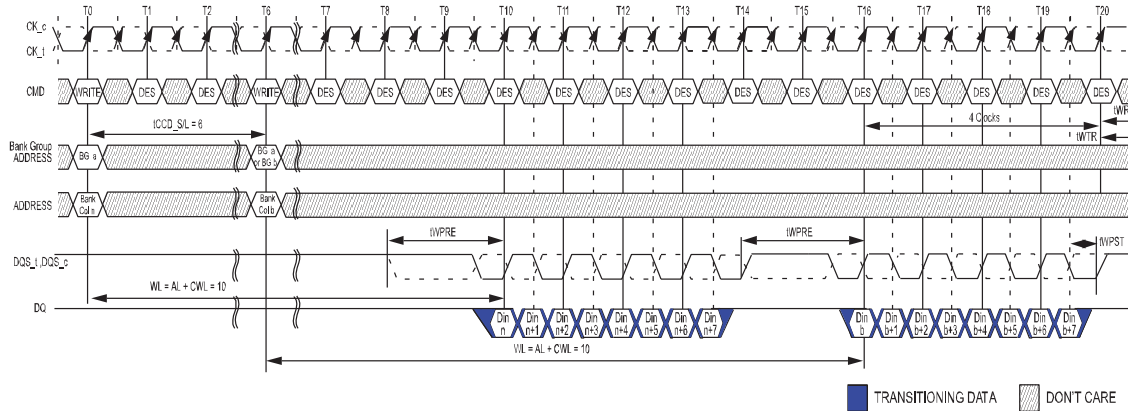 T0 T1 T2 T6 T7 T8 T9 T10 T11 T12 T13 T14 T15 T16 T17 T18 T19 T20
CK_c
CK_t
CMD WRITE DES DES WRITE DES DES DES DES DES DES DES DES DES DES DES DES DES DES
tCCD_S/L = 6
4 Clocks
tWR
tWTR
Bank Group
ADDRESS
BG a
BG a
or BG b
ADDRESS
Bank
Col n
Bank
Col b
tWPRE
tWPRE
tWPST
DQS_t ,DQS_c
WL = AL + CWL = 10
DQ
Din n Din n+1 Din n+2 Din n+3 Din n+4 Din n+5 Din n+6 Din n+7
Din b Din b+1 Din b+2 Din b+3 Din b+4 Din b+5 Din b+6 Din b+7
WL = AL + CWL = 10
TRANSITIONING DATA
DON'T CARE